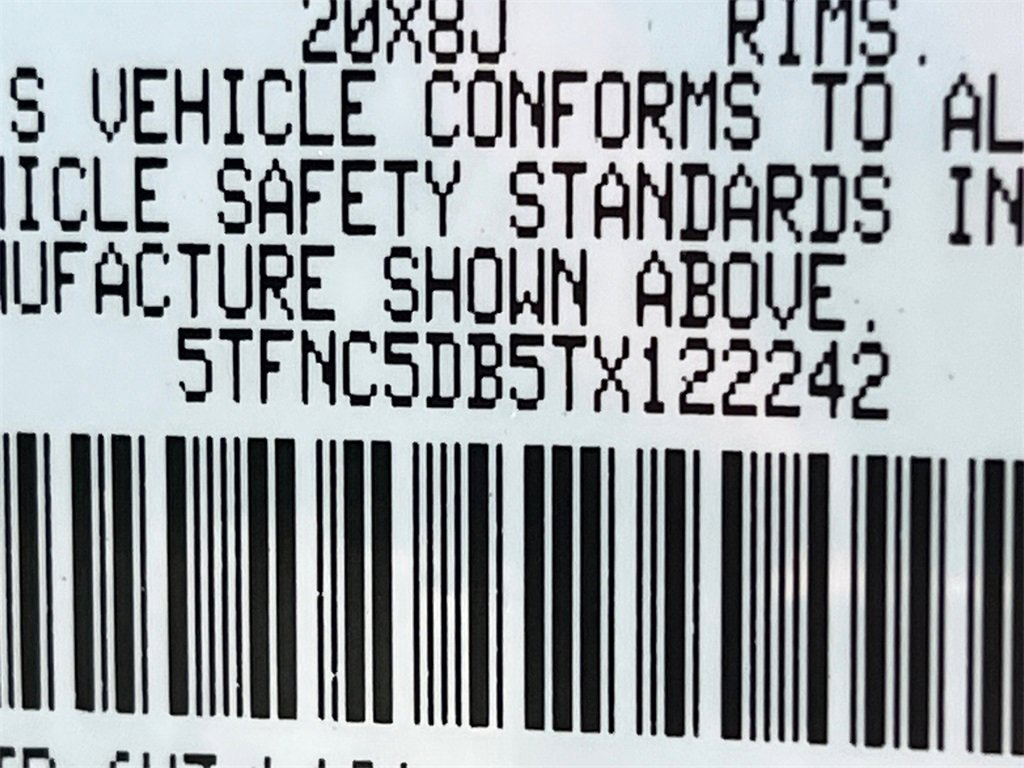 20X8J RIMS.
S VEHICLE CONFORMS TO AL
ICLE SAFETY STANDARDS IN
UFACTURE SHOWN ABOVE.
5TFNC5DB5TX122242